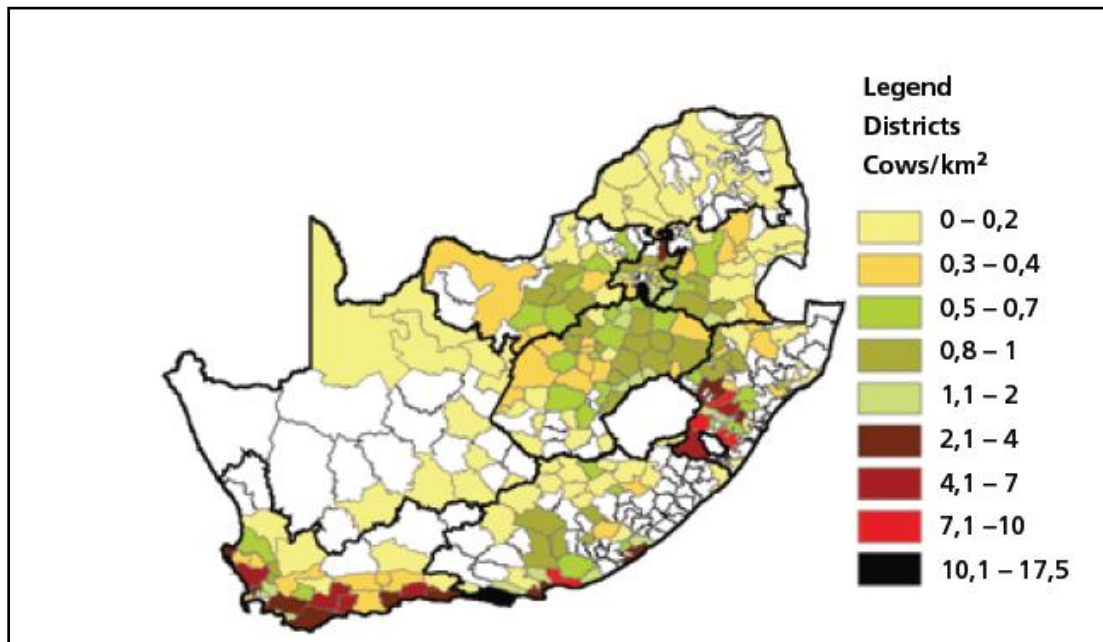 Legend
Districts
Cows/km²
0 – 0,2
0,3 – 0,4
0,5 – 0,7
0,8 – 1
1,1 – 2
2,1 – 4
4,1 – 7
7,1 –10
10,1 – 17,5